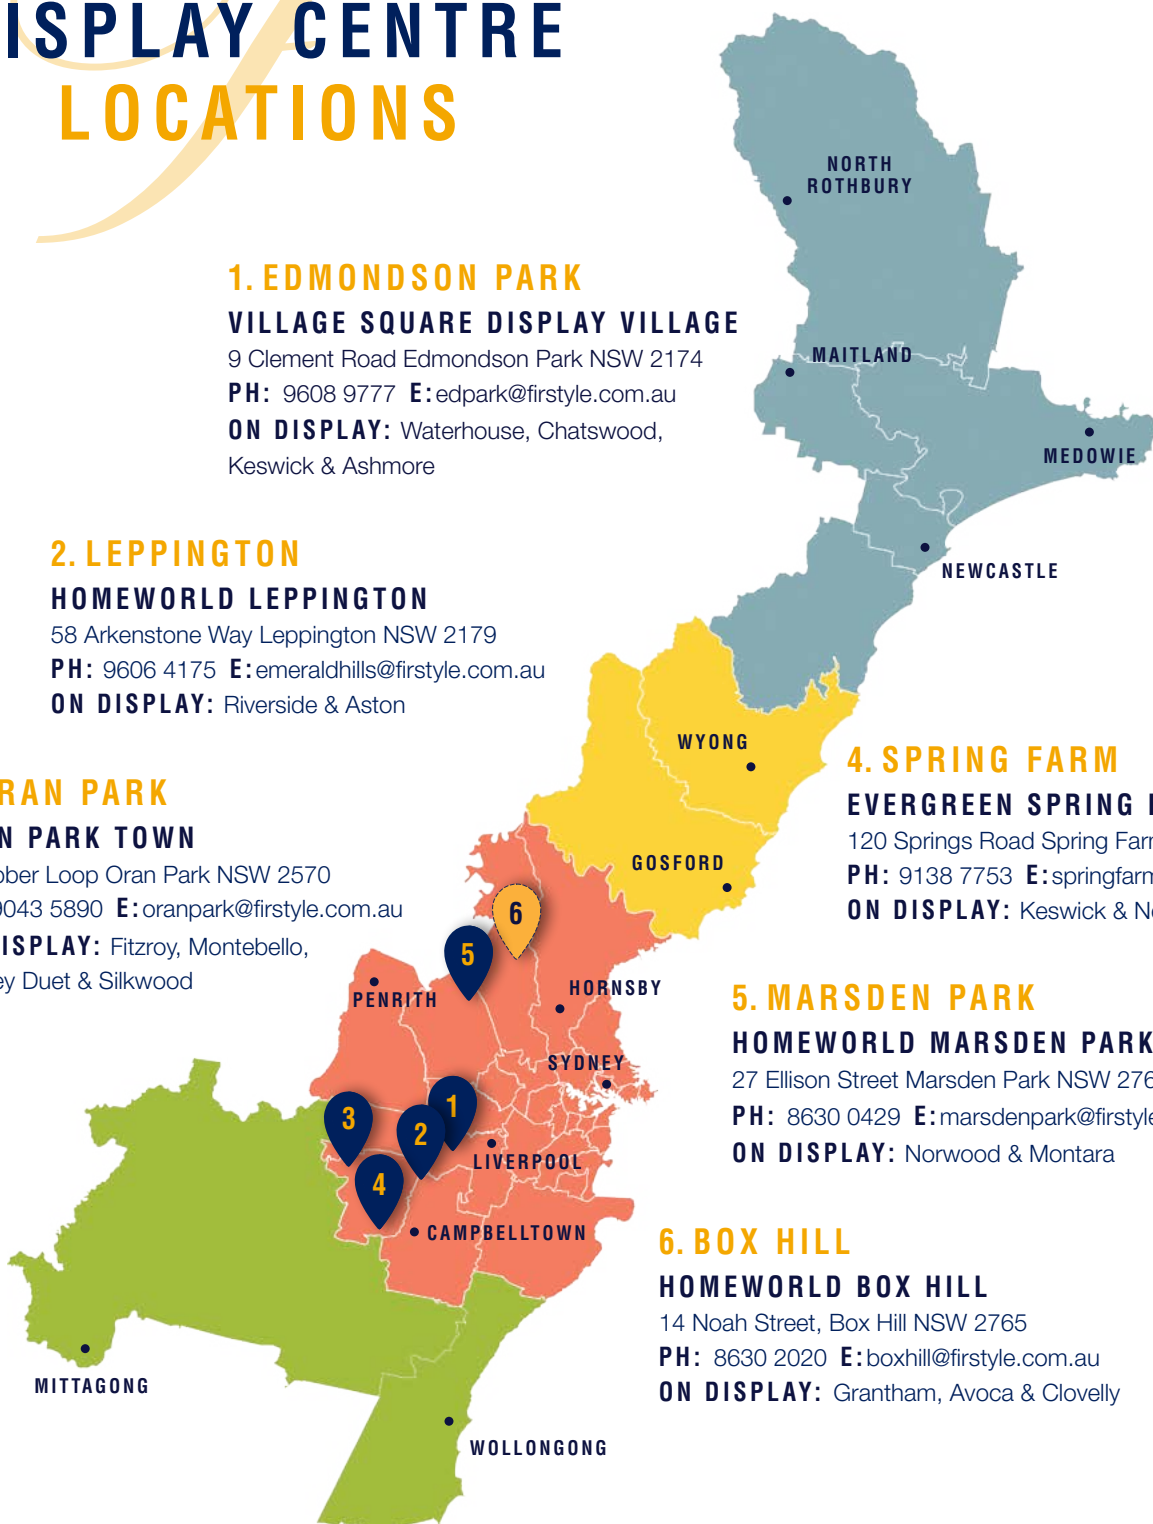 ISPLAY CENTRE
LOCATIONS
1. EDMONDSON PARK
VILLAGE SQUARE DISPLAY VILLAGE
9 Clement Road Edmondson Park NSW 2174
PH: 9608 9777 E: edpark@firstyle.com.au
ON DISPLAY: Waterhouse, Chatswood,
Keswick & Ashmore
2. LEPPINGTON
HOMEWORLD LEPPINGTON
58 Arkenstone Way Leppington NSW 2179
PH: 9606 4175 E: emeraldhills@firstyle.com.au
ON DISPLAY: Riverside & Aston
RAN PARK
N PARK TOWN
ober Loop Oran Park NSW 2570
9043 5890 E: oranpark@firstyle.com.au
ISPLAY: Fitzroy, Montebello,
ey Duet & Silkwood
4. SPRING FARM
EVERGREEN SPRING
120 Springs Road Spring Farm
PH: 9138 7753 E: springfarm
ON DISPLAY: Keswick & No
5. MARSDEN PARK
HOMEWORLD MARSDEN PARK
27 Ellison Street Marsden Park NSW 276
PH: 8630 0429 E: marsdenpark@firstyle
ON DISPLAY: Norwood & Montara
6. BOX HILL
HOMEWORLD BOX HILL
14 Noah Street, Box Hill NSW 2765
PH: 8630 2020 E: boxhill@firstyle.com.au
ON DISPLAY: Grantham, Avoca & Clovelly
NORTH
ROTHBURY
MAITLAND
MEDOWIE
NEWCASTLE
WYONG
GOSFORD
6
5
PENRITH
HORNSBY
SYDNEY
1
3
2
LIVERPOOL
4
CAMPBELLTOWN
MITTAGONG
WOLLONGONG